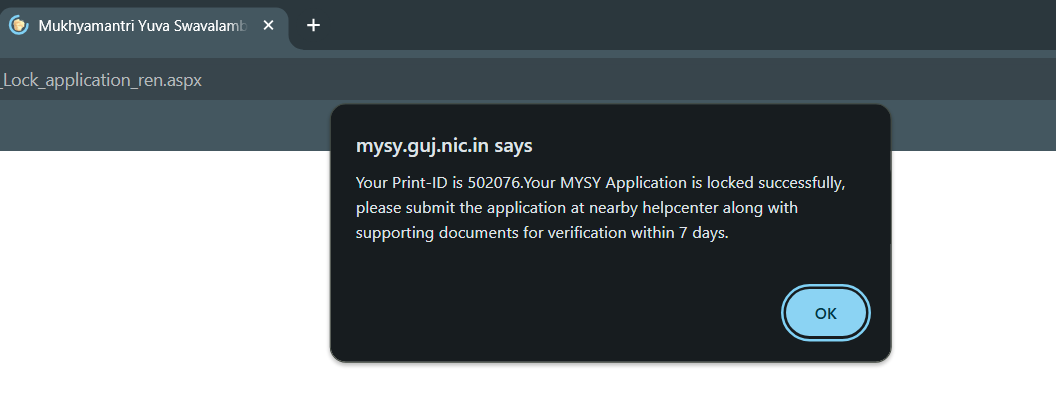 Mukhyamantri Yuva Swavalamb
_Lock_application_ren.aspx
mysy.guj.nic.in says
Your Print-ID is 502076.Your MYSY Application is locked successfully,
please submit the application at nearby helpcenter along with
supporting documents for verification within 7 days.
OK